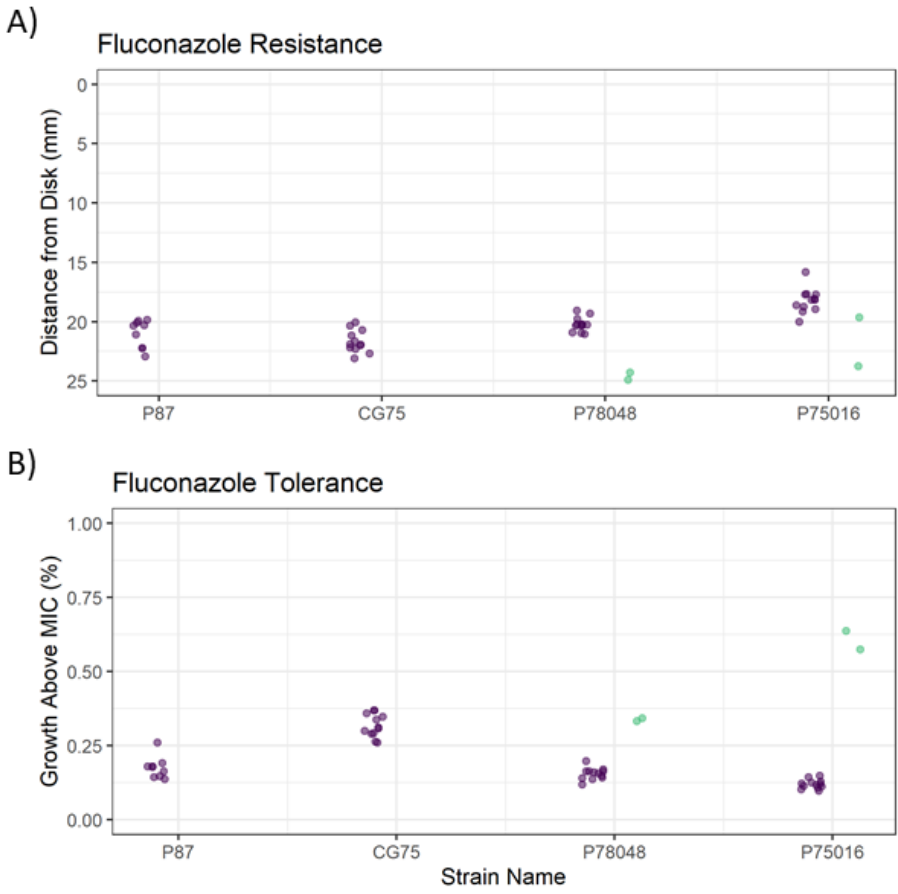 A)
Fluconazole Resistance
Distance from Disk (mm)
0
5
10
15
20
25
P87 CG75 P78048 P75016
B)
Fluconazole Tolerance
Growth Above MIC (%)
1.00
0.75
0.50
0.25
0.00
P87 CG75 P78048 P75016
Strain Name